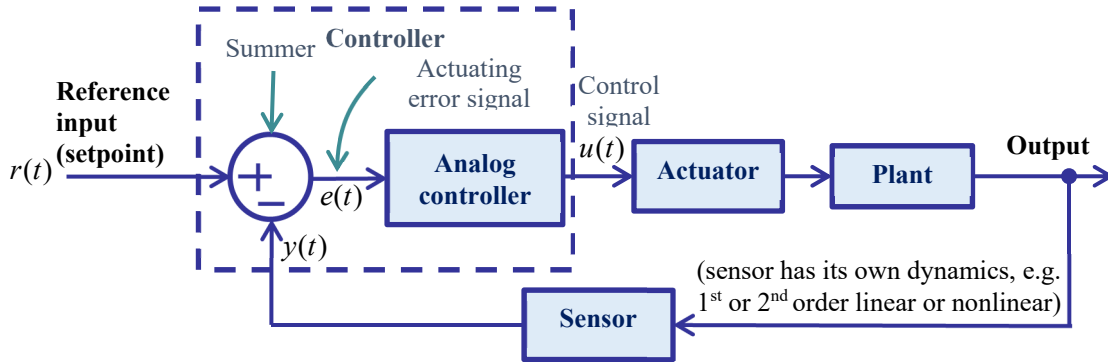 Summer
Controller
Actuating
error signal
Control
signal
Reference
input
(setpoint)
r(t)
+
−
e(t)
Analog
controller
u(t)
Actuator
Plant
Output
y(t)
(sensor has its own dynamics, e.g.
1st or 2nd order linear or nonlinear)
Sensor